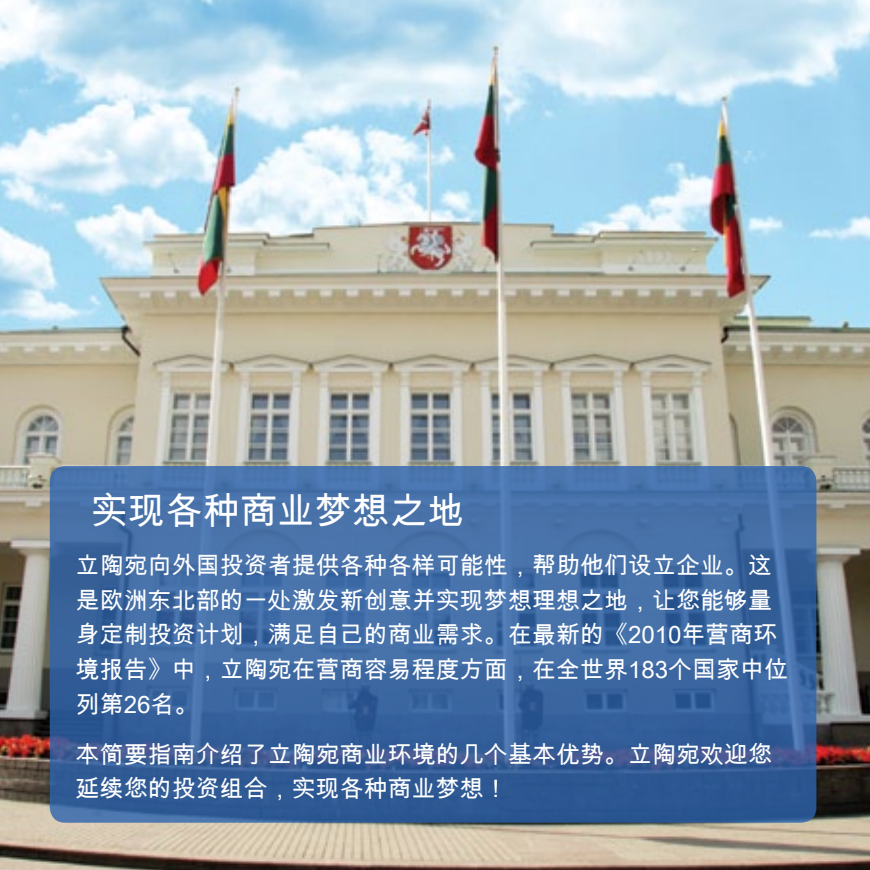 实现各种商业梦想之地
立陶宛向外国投资者提供各种各样可能性，帮助他们设立企业。这
是欧洲东北部的一处激发新创意并实现梦想理想之地，让您能够量
身定制投资计划，满足自己的商业需求。在最新的《2010年营商环
境报告》中，立陶宛在营商容易程度方面，在全世界183个国家中位
列第26名。
本简要指南介绍了立陶宛商业环境的几个基本优势。立陶宛欢迎您
延续您的投资组合，实现各种商业梦想！